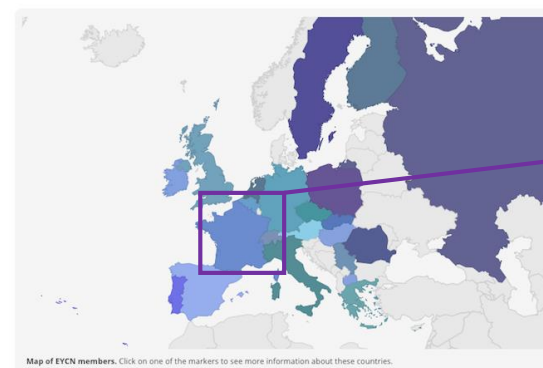 Map of EYCN members. Click on one of the markers to see more information about these countries.